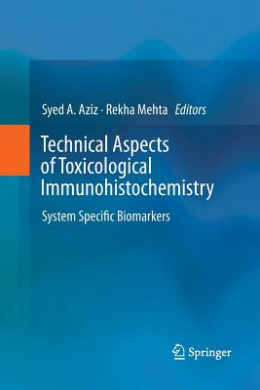 Syed A. Aziz · Rekha Mehta Editors
Technical Aspects
of Toxicological
Immunohistochemistry
System Specific Biomarkers
Springer